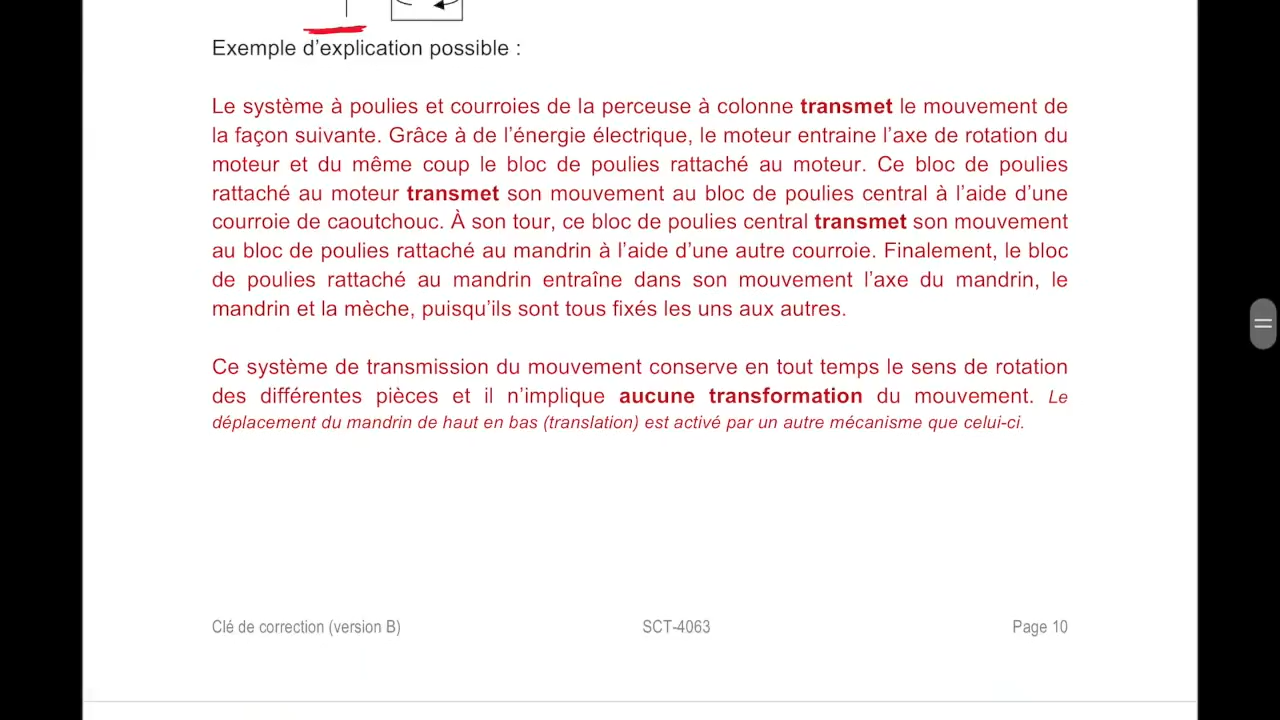 Exemple d'explication possible :
Le système à poulies et courroies de la perceuse à colonne transmet le mouvement de
la façon suivante. Grâce à de l'énergie électrique, le moteur entraine l'axe de rotation du
moteur et du même coup le bloc de poulies rattaché au moteur. Ce bloc de poulies
rattaché au moteur transmet son mouvement au bloc de poulies central à l'aide d'une
courroie de caoutchouc. À son tour, ce bloc de poulies central transmet son mouvement
au bloc de poulies rattaché au mandrin à l'aide d'une autre courroie. Finalement, le bloc
de poulies rattaché au mandrin entraîne dans son mouvement l'axe du mandrin, le
mandrin et la mèche, puisqu'ils sont tous fixés les uns aux autres.
Ce système de transmission du mouvement conserve en tout temps le sens de rotation
des différentes pièces et il n'implique aucune transformation du mouvement. Le
déplacement du mandrin de haut en bas (translation) est activé par un autre mécanisme que celui-ci.
Clé de correction (version B) SCT-4063 Page 10